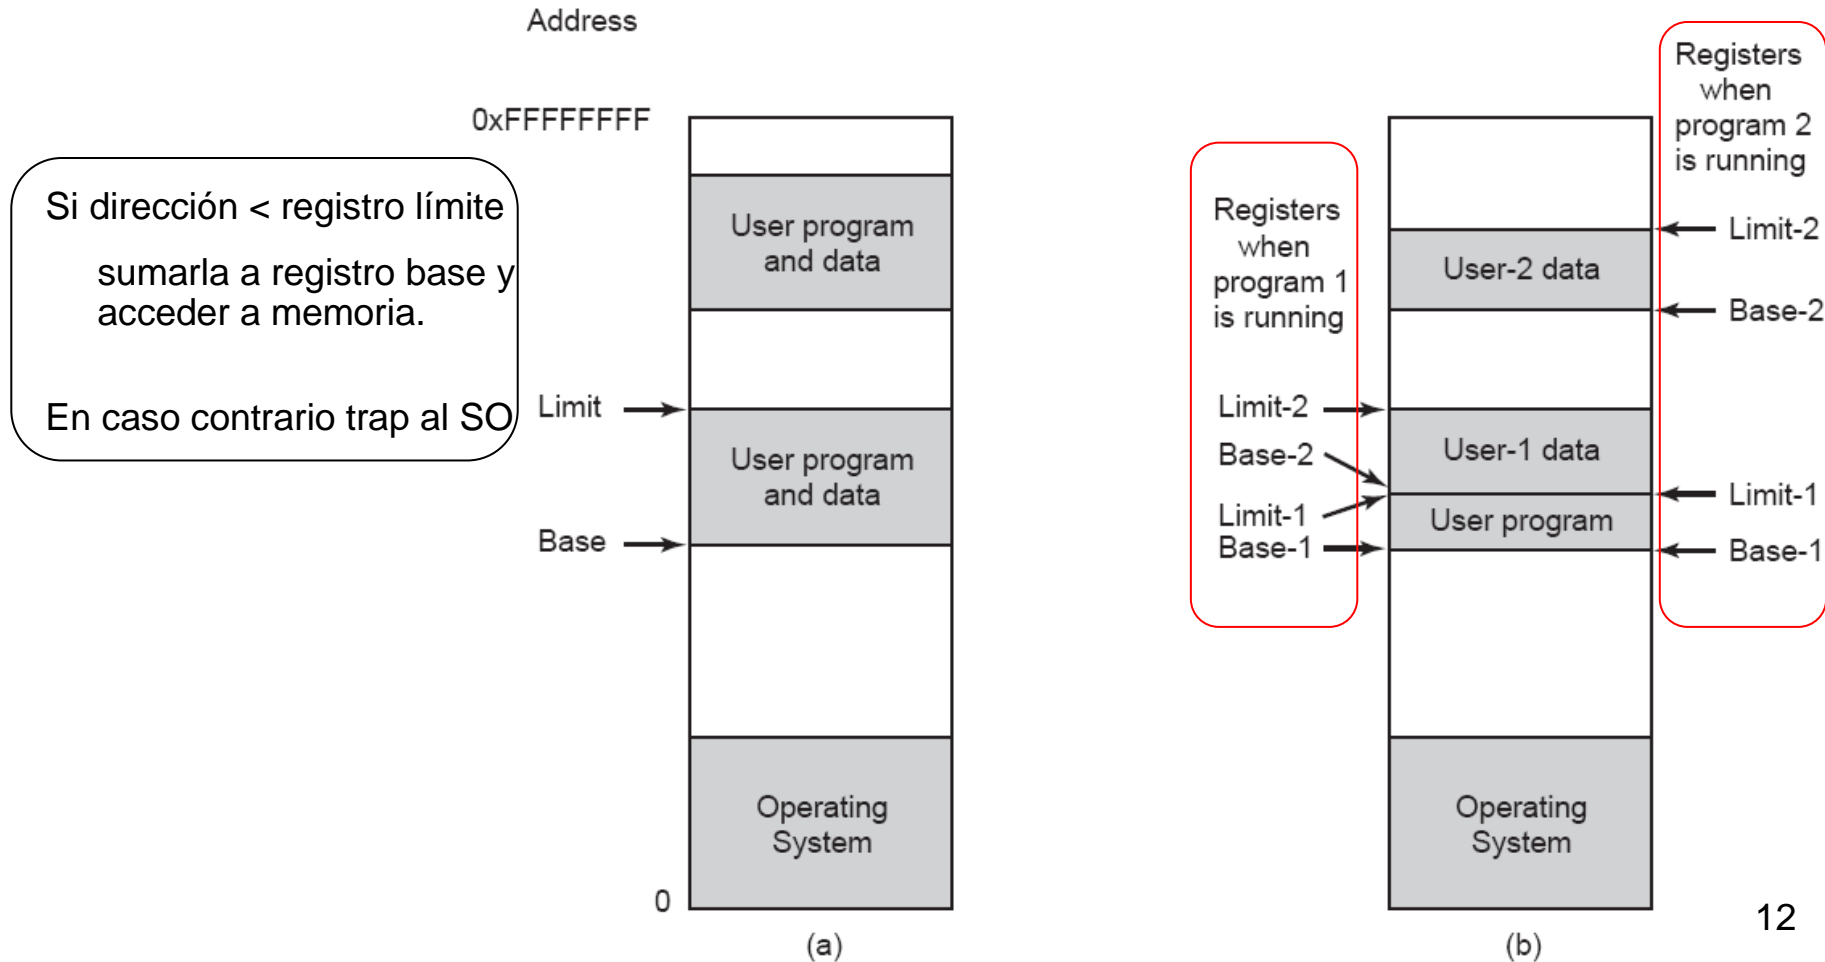 Address
0xFFFFFFFF
Si dirección < registro límite
sumarla a registro base y
acceder a memoria.
En caso contrario trap al SO
Limit
Base
User program
and data
User program
and data
Operating
System
0
(a)
Registers
when
program 1
is running
Limit-2
Base-2
Limit-1
Base-1
User-2 data
User-1 data
User program
Operating
System
(b)
Registers
when
program 2
is running
Limit-2
Base-2
Limit-1
Base-1
12